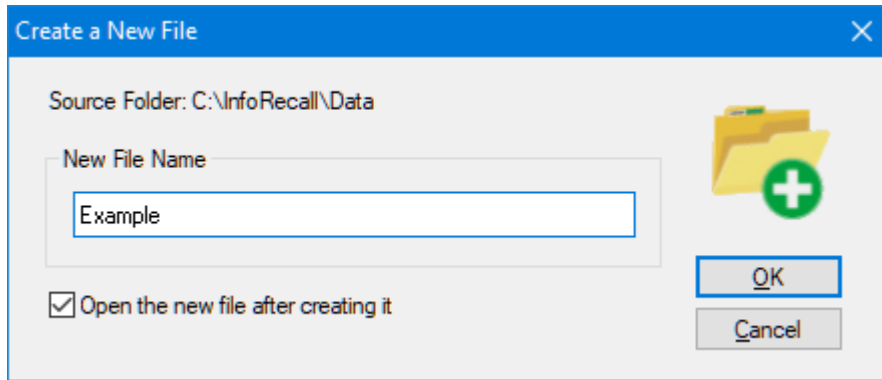 Create a New File
Source Folder: C:\InfoRecall\Data
New File Name
Example
Open the new file after creating it
OK
Cancel